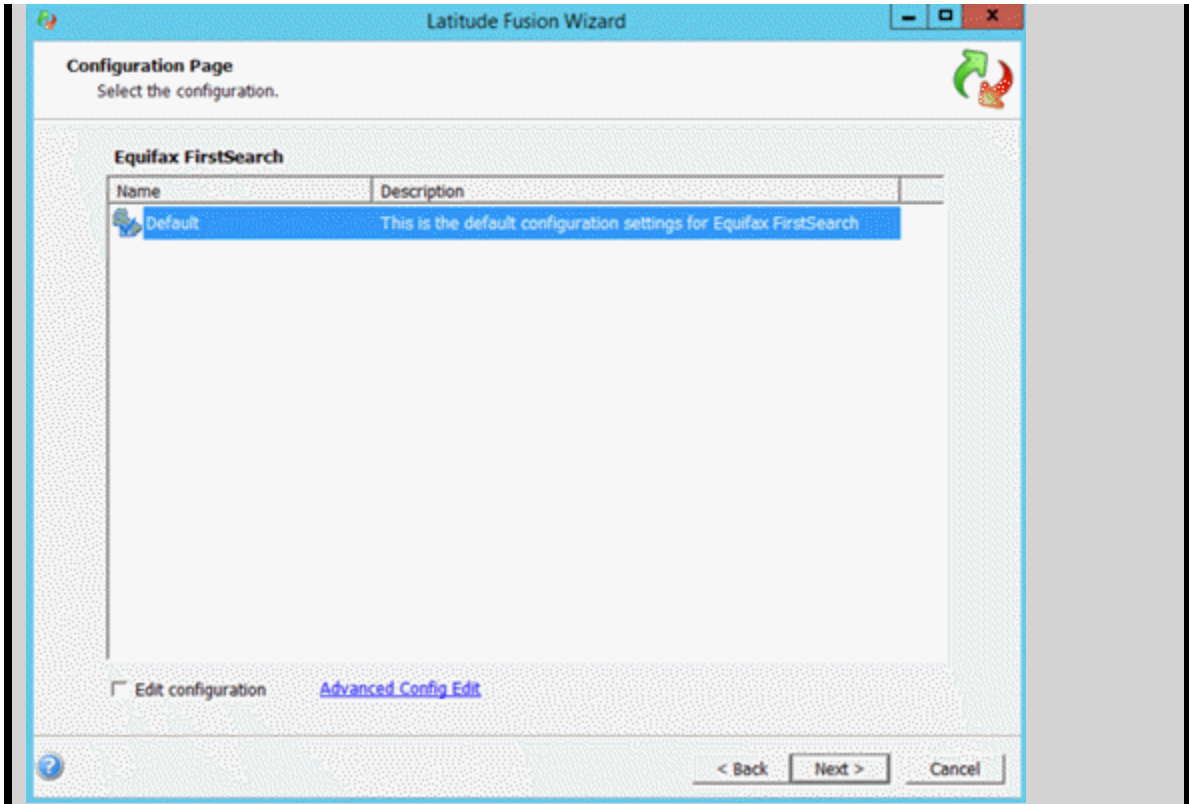 Latitude Fusion Wizard
Configuration Page
Select the configuration.
Equifax FirstSearch
Name Description
Default This is the default configuration settings for Equifax FirstSearch
Edit configuration Advanced Config Edit
< Back Next > Cancel